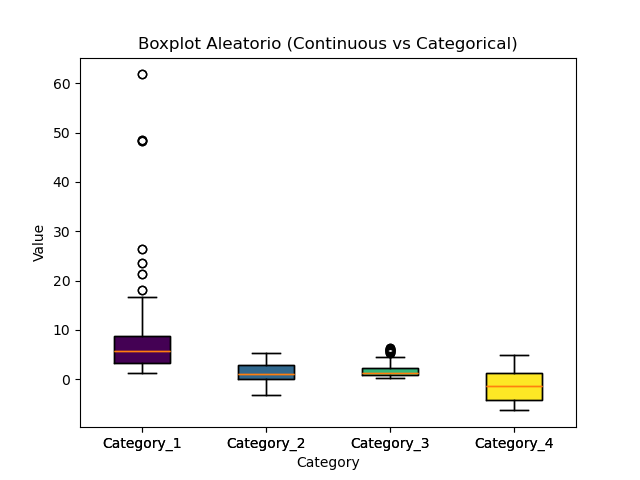 Boxplot Aleatorio (Continuous vs Categorical)
60
50
40
30
20
10
0
Value
Category_1 Category_2 Category_3 Category_4
Category